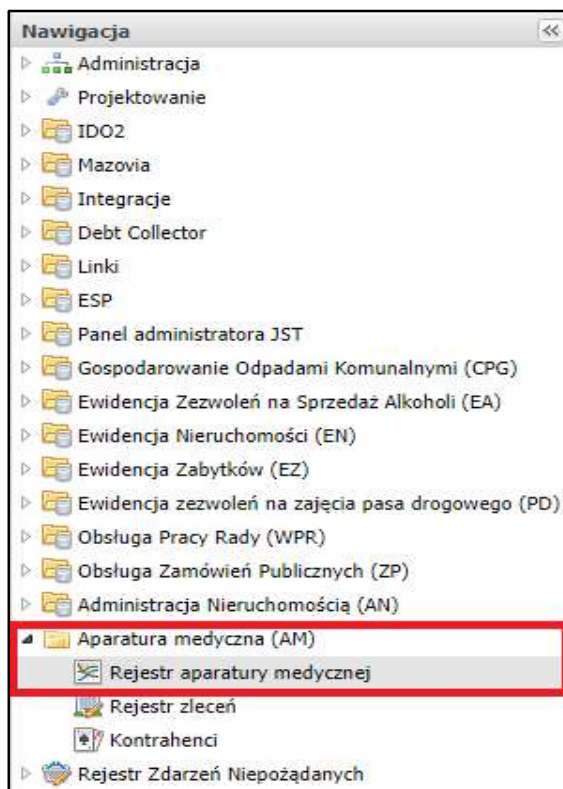 Nawigacja
Administracja
Projektowanie
IDO2
Mazovia
Integracje
Debt Collector
Linki
ESP
Panel administratora JST
Gospodarowanie Odpadami Komunalnymi (CPG)
Ewidencja Zezwoleń na Sprzedaż Alkoholi (EA)
Ewidencja Nieruchomości (EN)
Ewidencja Zabytków (EZ)
Ewidencja zezwoleń na zajęcia pasa drogowego (PD)
Obsługa Pracy Rady (WPR)
Obsługa Zamówień Publicznych (ZP)
Administracja Nieruchomością (AN)
Aparatura medyczna (AM)
Rejestr aparatury medycznej
Rejestr zleceń
Kontrahenci
Rejestr Zdarzeń Niepożądanych